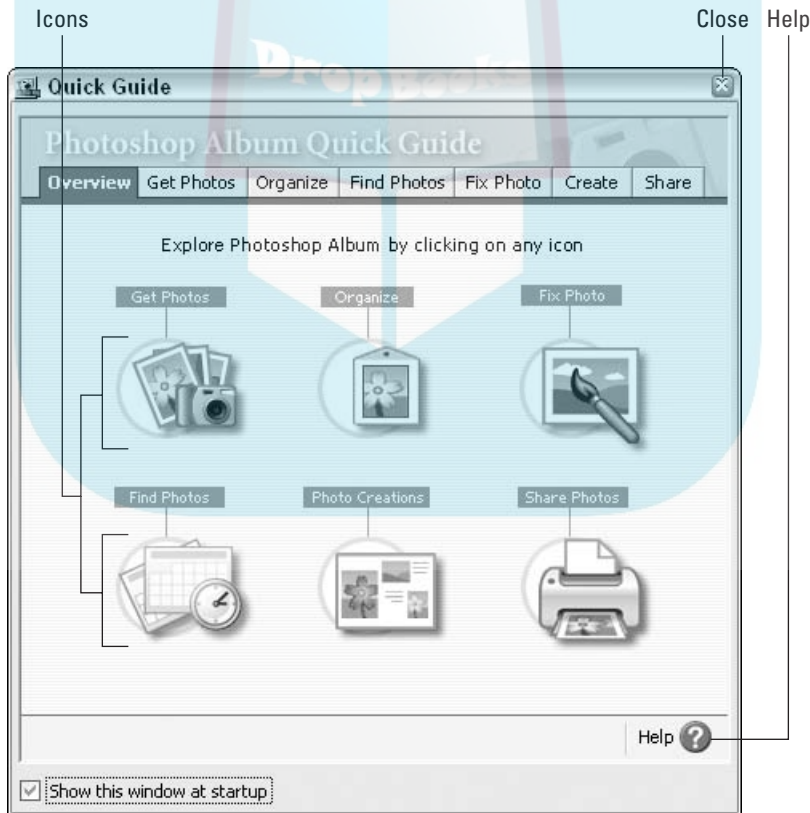 Icons Close Help
DropBooks
Quick Guide
Photoshop Album Quick Guide
Overview Get Photos Organize Find Photos Fix Photo Create Share
Explore Photoshop Album by clicking on any icon
Get Photos Organize Fix Photo
Find Photos Photo Creations Share Photos
Help ?
Show this window at startup